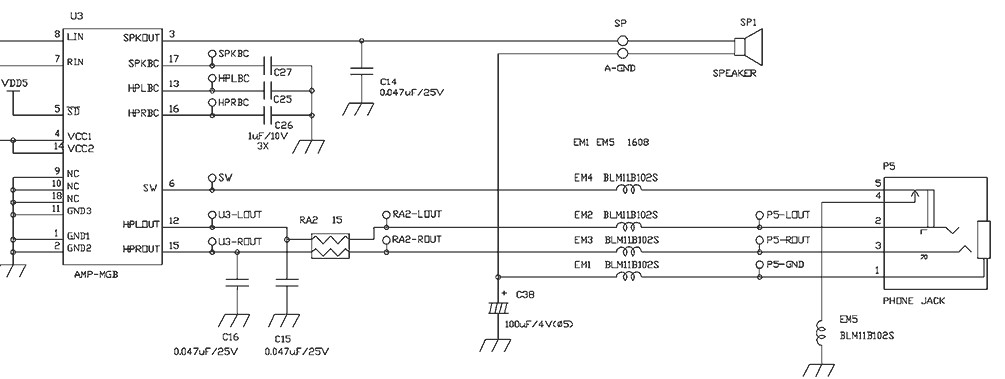 U3
SP
SP1
8 LIN SPKOUT 3
7 RIN SPKBC 17
SPKBC
C27
A-GND
SPEAKER
VDD5
HPLBC 13
HPLBC
C25
C14
0.047uF/25V
5 SD HPRBC 16
HPRBC
C26
1uF/10V
3X
4 VCC1
14 VCC2
EM1 EM5 1608
P5
9 NC
10 NC
18 NC
11 GND3
SW 6
SW
EM4 BLM11B102S
5
4
HPLOUT 12
U3-LOUT
RA2 15
RA2-LOUT
EM2 BLM11B102S
P5-LOUT
2
L
1 GND1
2 GND2
HPROUT 15
U3-ROUT
RA2-ROUT
EM3 BLM11B102S
P5-ROUT
3
R
AMP-MGB
EM1 BLM11B102S
P5-GND
1
PHONE JACK
+ C38
100uF/4V(ø5)
EM5
BLM11B102S
C16
0.047uF/25V
C15
0.047uF/25V